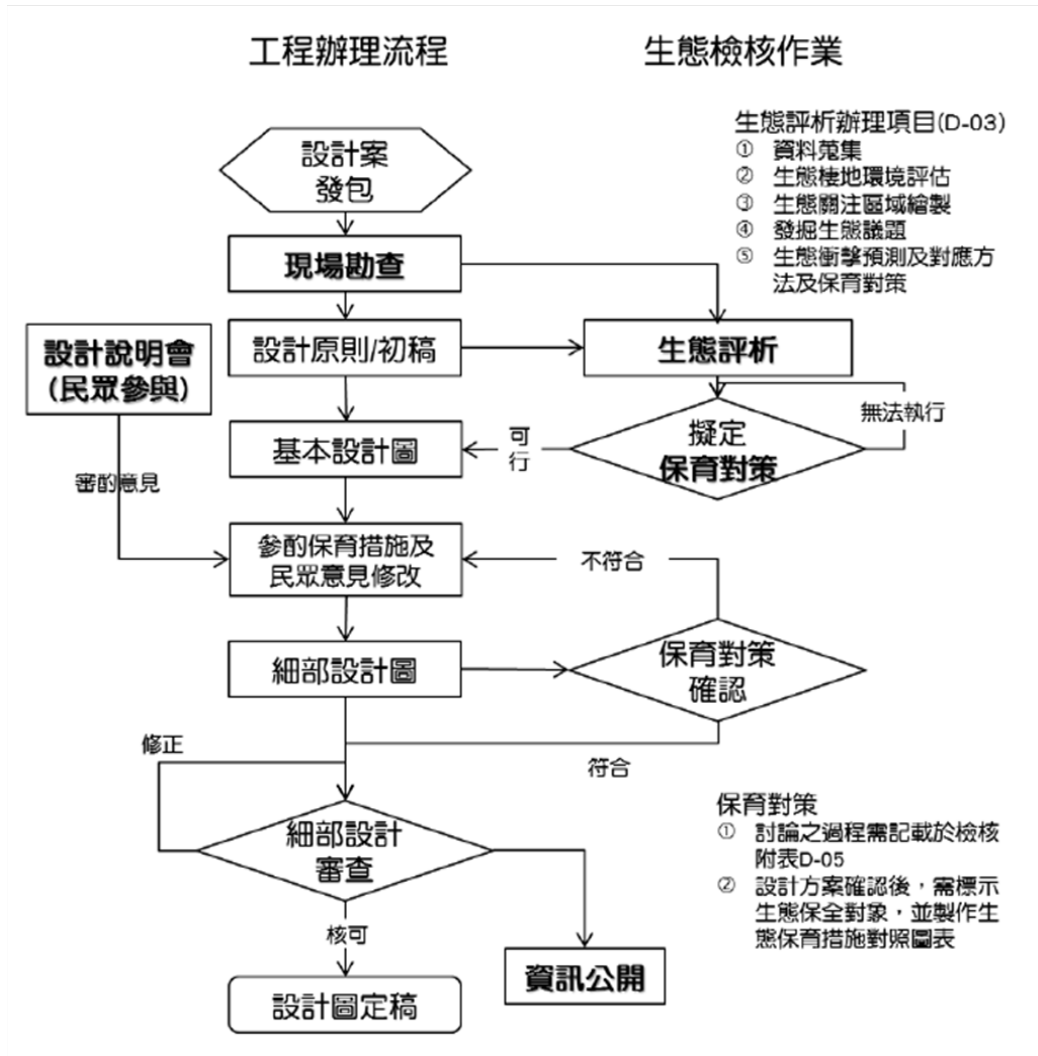 工程辦理流程
生態檢核作業
生態評析辦理項目(D-03)
① 資料蒐集
② 生態棲地環境評估
③ 生態關注區域繪製
④ 發掘生態議題
⑤ 生態衝擊預測及對應方
法及保育對策
設計案
發包
現場勘查
設計說明會
(民眾參與)
設計原則/初稿
生態評析
無法執行
擬定
保育對策
可
行
基本設計圖
審酌意見
參酌保育措施及
民眾意見修改
不符合
細部設計圖
保育對策
確認
修正
符合
細部設計
審查
保育對策
① 討論之過程需記載於檢核
附表D-05
② 設計方案確認後，需標示
生態保全對象，並製作生
態保育措施對照圖表
核可
資訊公開
設計圖定稿